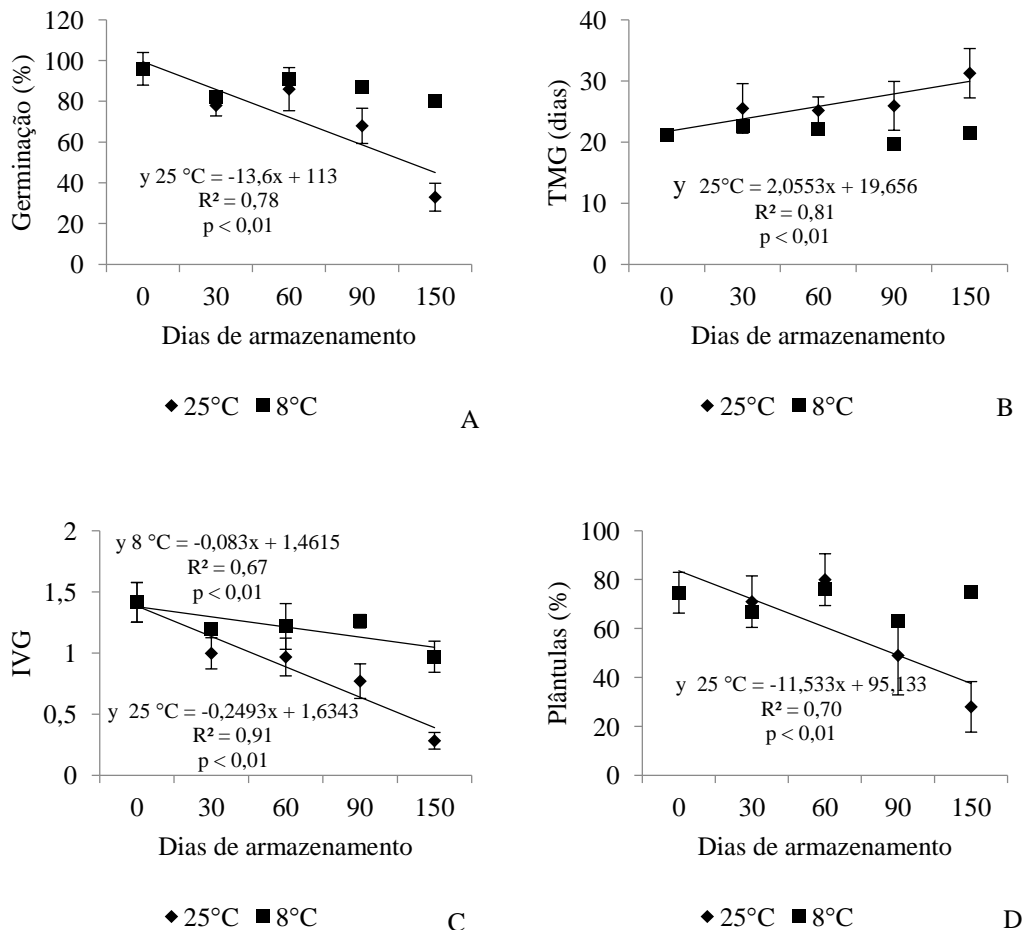 Germinação (%)
120
100
80
60
40
20
0
y 25 °C = -13,6x + 113
R² = 0,78
p < 0,01
0 30 60 90 150
Dias de armazenamento
25°C 8°C
A
TMG (dias)
40
30
20
10
0
y 25°C = 2,0553x + 19,656
R² = 0,81
p < 0,01
0 30 60 90 150
Dias de armazenamento
25°C 8°C
B
IVG
2
1,5
1
0,5
0
y 8 °C = -0,083x + 1,4615
R² = 0,67
p < 0,01
y 25 °C = -0,2493x + 1,6343
R² = 0,91
p < 0,01
0 30 60 90 150
Dias de armazenamento
25°C 8°C
C
Plântulas (%)
100
80
60
40
20
0
y 25 °C = -11,533x + 95,133
R² = 0,70
p < 0,01
0 30 60 90 150
Dias de armazenamento
25°C 8°C
D